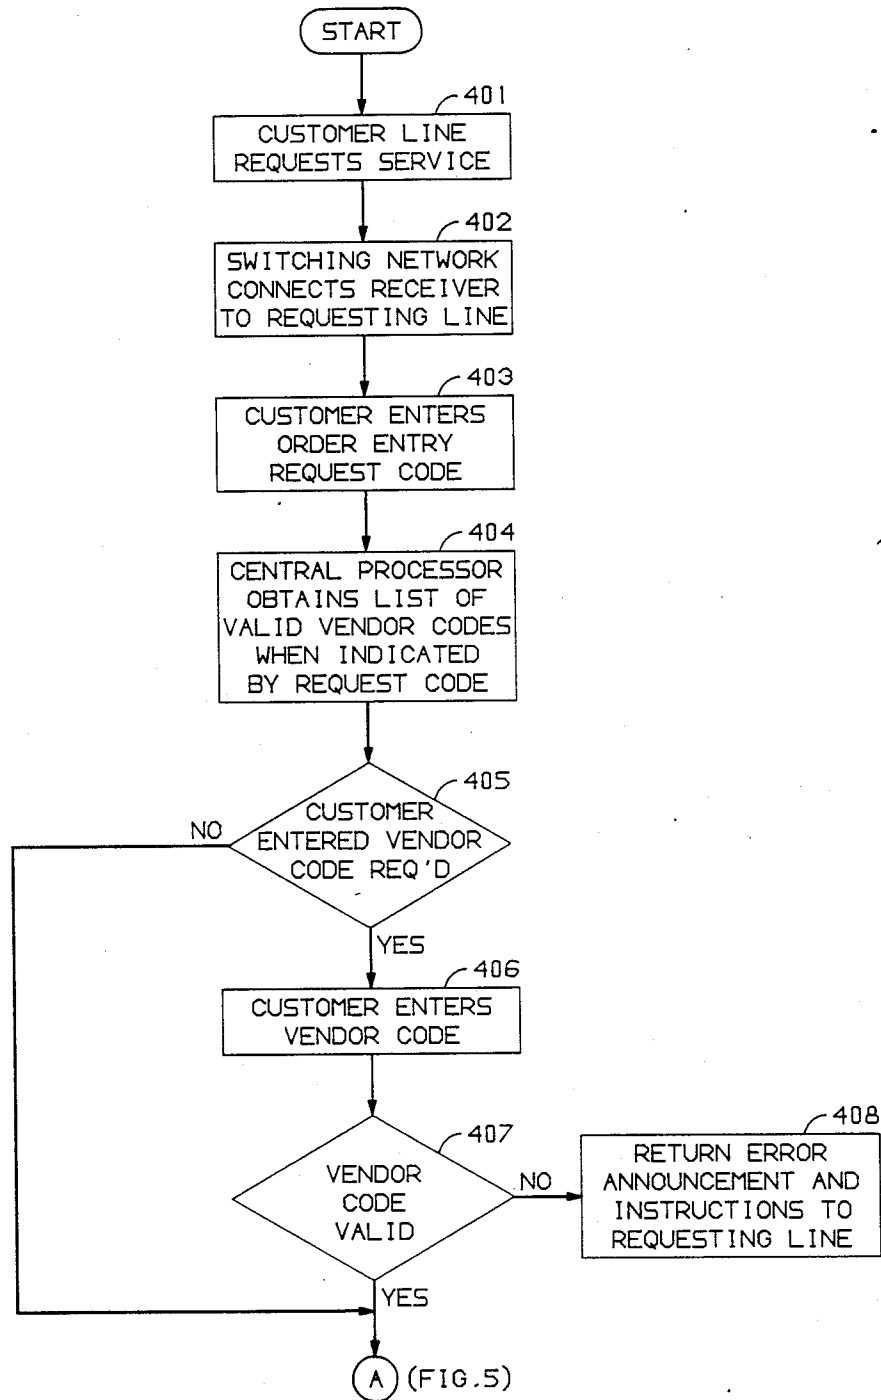 START
401
CUSTOMER LINE
REQUESTS SERVICE
402
SWITCHING NETWORK
CONNECTS RECEIVER
TO REQUESTING LINE
403
CUSTOMER ENTERS
ORDER ENTRY
REQUEST CODE
404
CENTRAL PROCESSOR
OBTAINS LIST OF
VALID VENDOR CODES
WHEN INDICATED
BY REQUEST CODE
405
CUSTOMER
ENTERED VENDOR
CODE REQ'D
NO
YES
406
CUSTOMER ENTERS
VENDOR CODE
407
VENDOR
CODE
VALID
NO
408
RETURN ERROR
ANNOUNCEMENT AND
INSTRUCTIONS TO
REQUESTING LINE
YES
A (FIG.5)